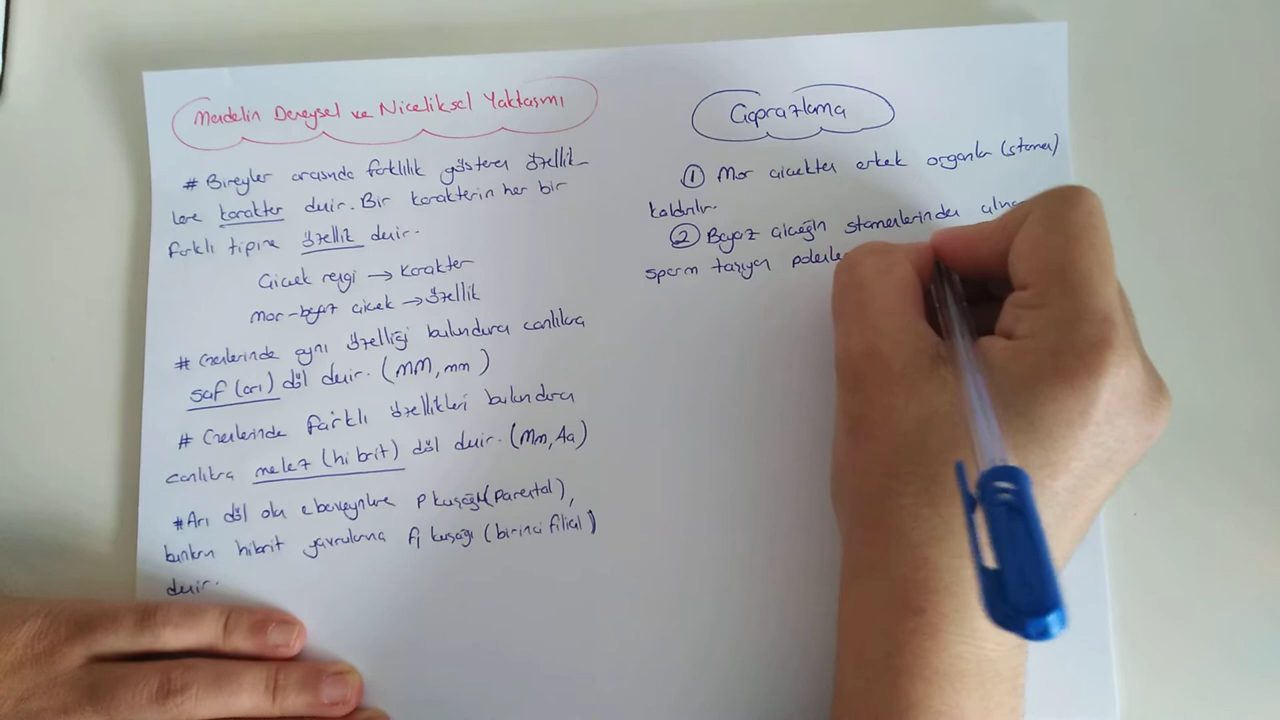 Mendelin Deneysel ve Niceliksel Yaklaşımı
# Bireyler arasında farklılık gösteren özellik-
lere karakter denir. Bir karakterin her bir
farklı tipine özellik denir.
Çiçek rengi → Karakter
mor-beyaz çiçek → özellik
# Genlerinde aynı özelliği bulunduran canlılara
saf (arı) döl denir. (MM, mm)
# Genlerinde farklı özellikleri bulunduran
canlılara melez (hibrit) döl denir. (Mm, Aa)
# Arı döl olan ebeveynlere P kuşağı (parental),
bunların hibrit yavrularına F1 kuşağı (birinci filial)
denir.
Çaprazlama
① Mor çiçekten erkek organlar (stamen)
kaldırılır.
② Beyaz çiçeğin stamenlerinden
sperm taşıyan